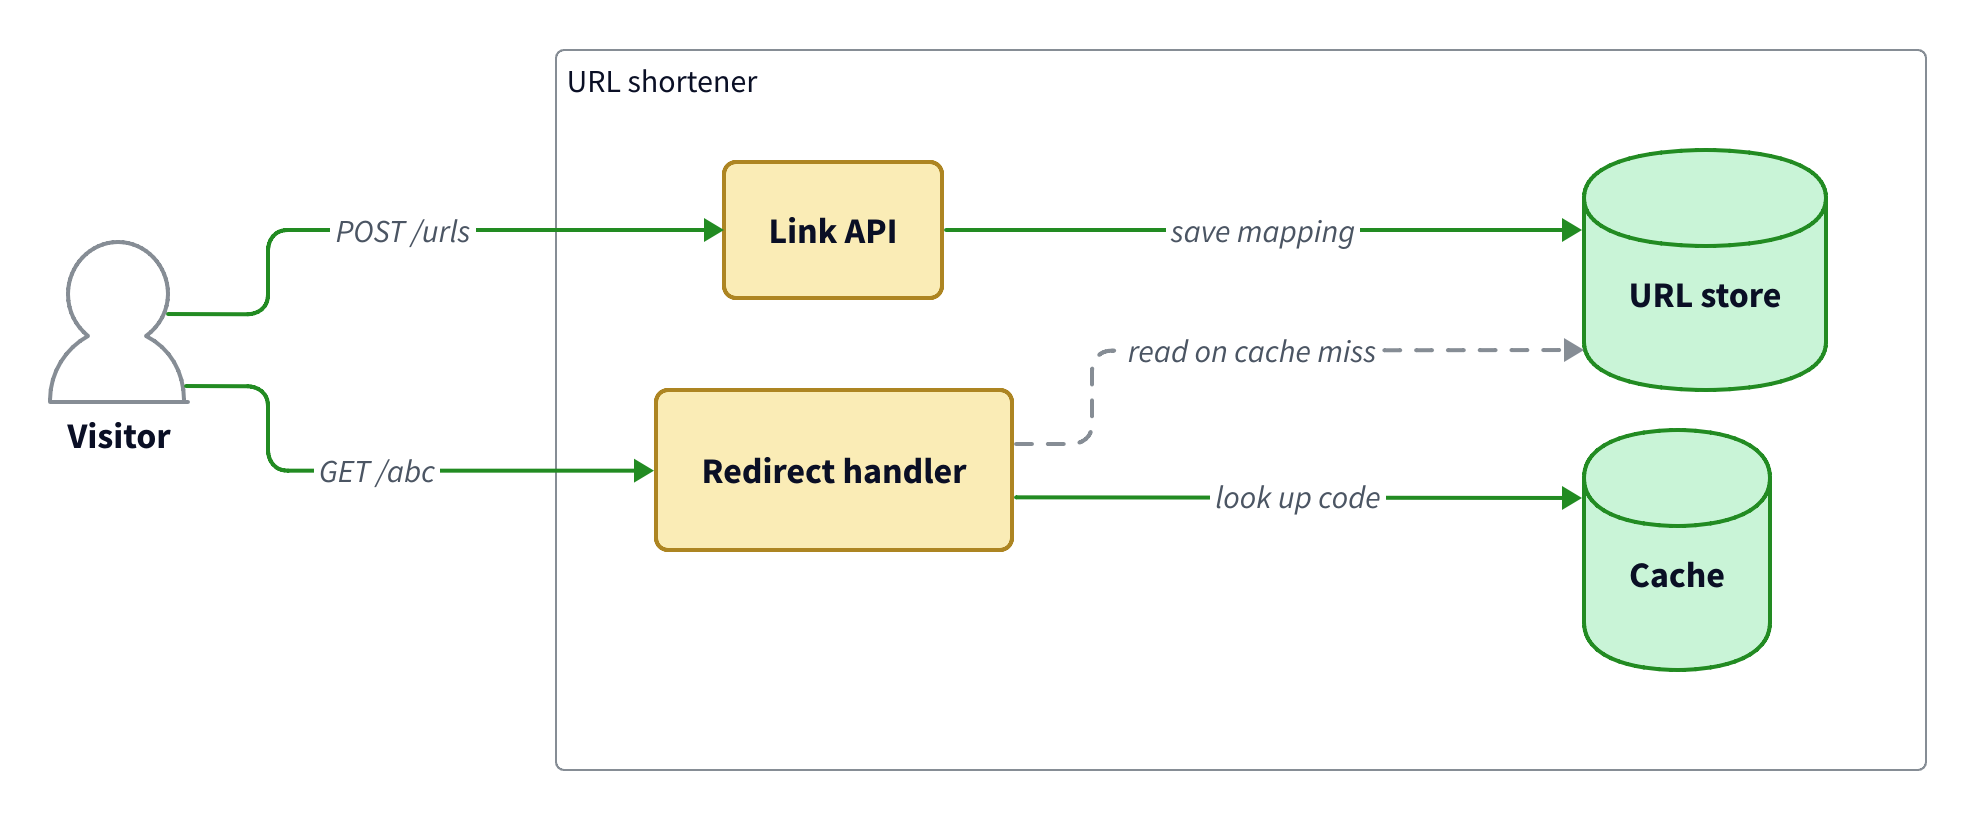 URL shortener
POST /urls
Link API
save mapping
URL store
read on cache miss
Visitor
GET /abc
Redirect handler
look up code
Cache